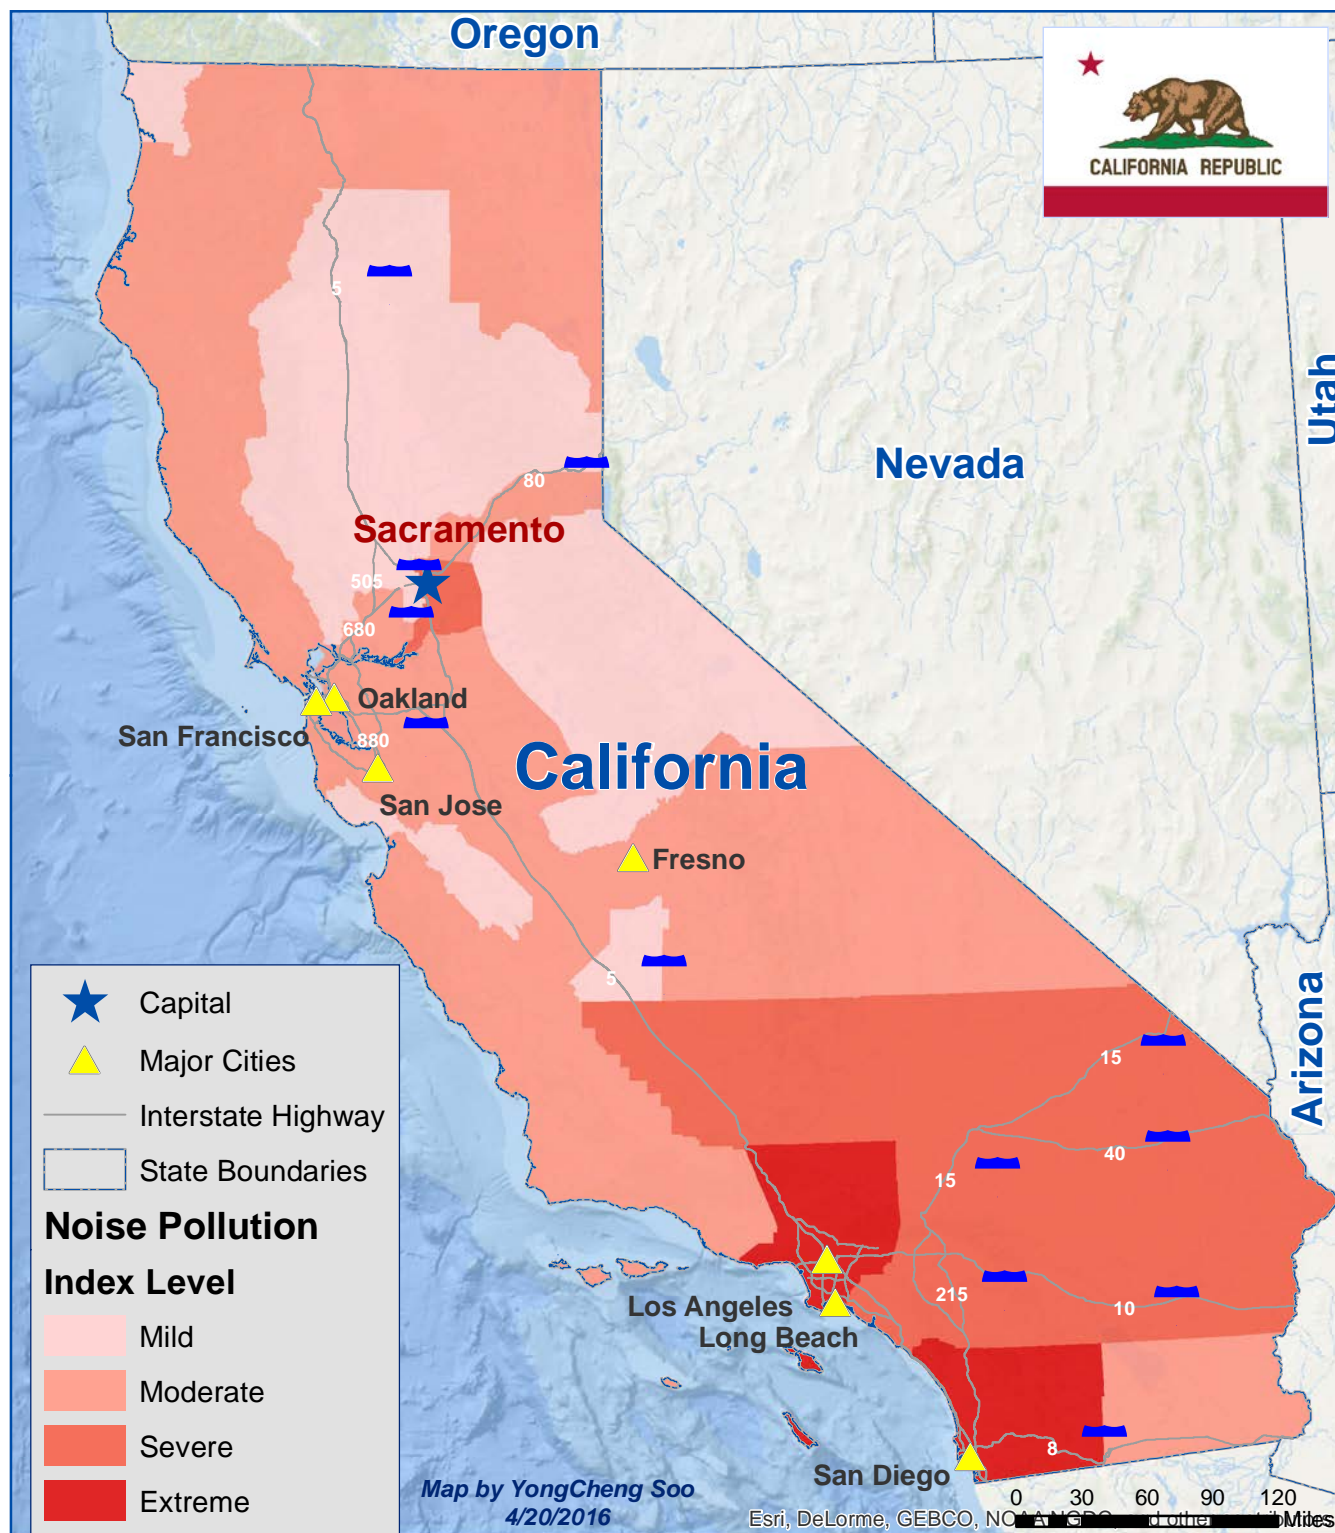 Oregon
CALIFORNIA REPUBLIC
Utah
Nevada
5
80
Sacramento
505
680
Oakland
San Francisco
880
California
San Jose
Fresno
5
Arizona
Capital
Major Cities
Interstate Highway
State Boundaries
Noise Pollution
Index Level
Mild
Moderate
Severe
Extreme
15
40
15
215
10
Los Angeles
Long Beach
8
San Diego
Map by YongCheng Soo
4/20/2016
0 30 60 90 120
Miles
Esri, DeLorme, GEBCO,